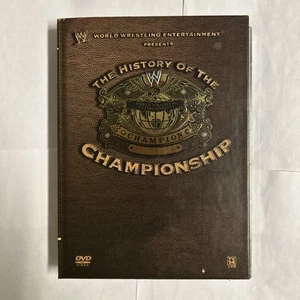 W WORLD WRESTLING ENTERTAINMENT
PRESENTS
THE HISTORY OF THE
W
CHAMPION
CHAMPIONSHIP
DVD